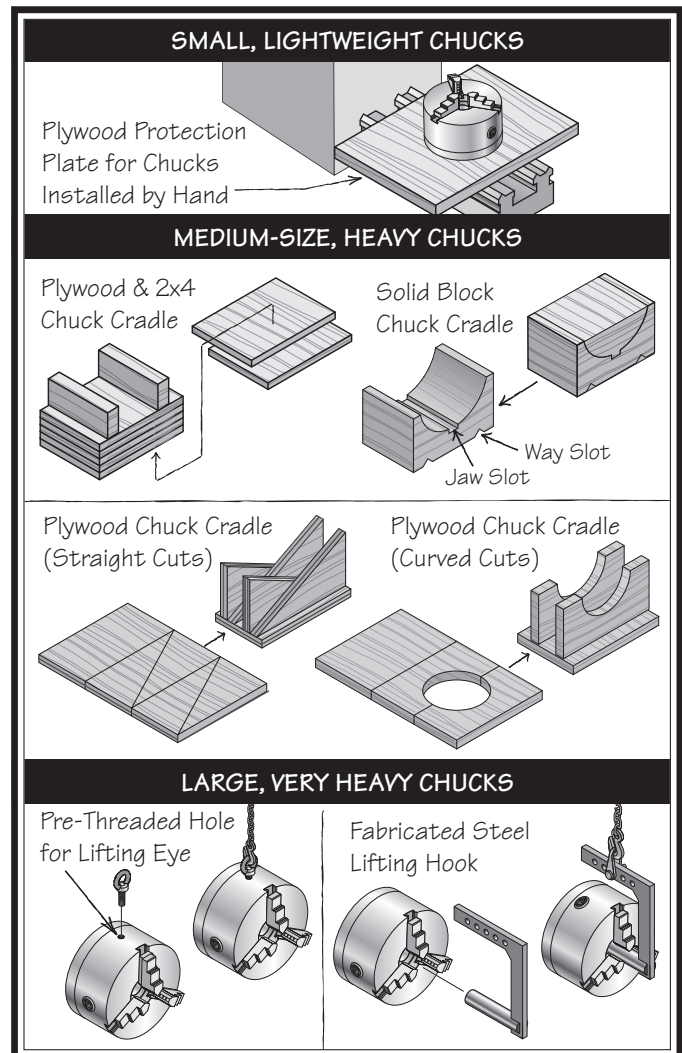 SMALL, LIGHTWEIGHT CHUCKS
Plywood Protection
Plate for Chucks
Installed by Hand
MEDIUM-SIZE, HEAVY CHUCKS
Plywood & 2x4
Chuck Cradle
Solid Block
Chuck Cradle
Way Slot
Jaw Slot
Plywood Chuck Cradle
(Straight Cuts)
Plywood Chuck Cradle
(Curved Cuts)
LARGE, VERY HEAVY CHUCKS
Pre-Threaded Hole
for Lifting Eye
Fabricated Steel
Lifting Hook